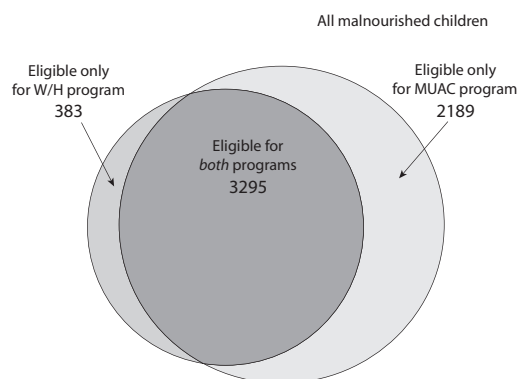 All malnourished children
Eligible only
for W/H program
383
Eligible only
for MUAC program
2189
Eligible for
both programs
3295